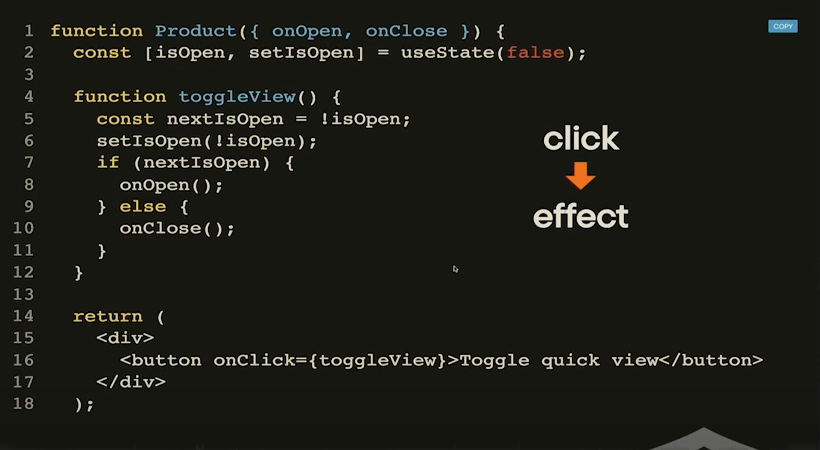 COPY
1 function Product({ onOpen, onClose }) {
2 const [isOpen, setIsOpen] = useState(false);
3
4 function toggleView() {
5 const nextIsOpen = !isOpen;
6 setIsOpen(!isOpen);
7 if (nextIsOpen) {
8 onOpen();
9 } else {
10 onClose();
11 }
12 }
13
14 return (
15 <div>
16 <button onClick={toggleView}>Toggle quick view</button>
17 </div>
18 );
click
effect